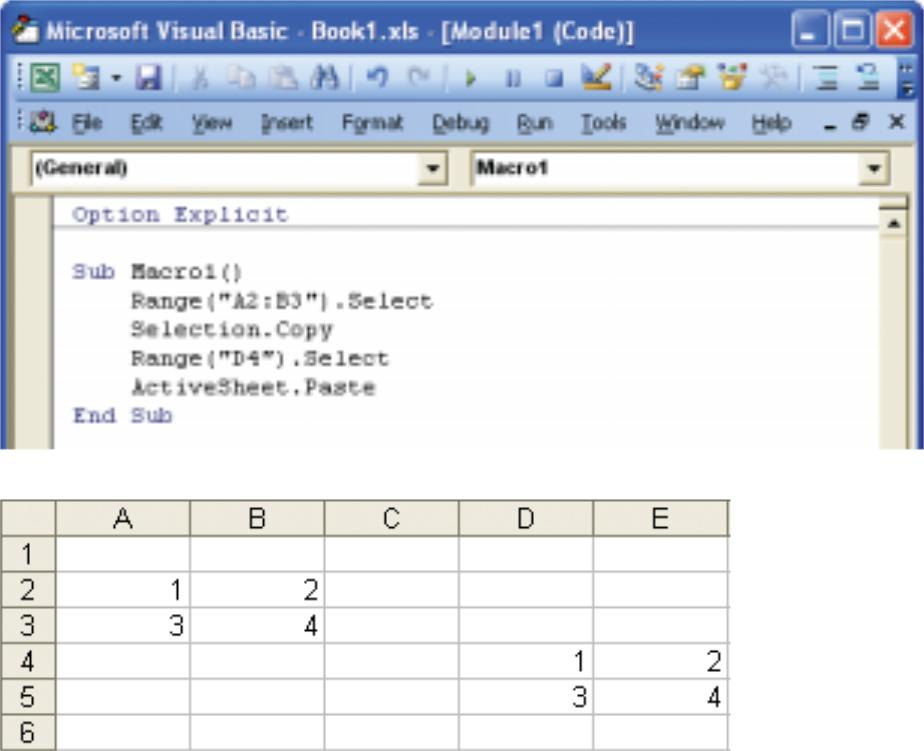 Microsoft Visual Basic - Book1.xls - [Module1 (Code)]
File Edit View Insert Format Debug Run Tools Window Help
(General) Macro1
Option Explicit
Sub Macro1()
Range("A2:B3").Select
Selection.Copy
Range("D4").Select
ActiveSheet.Paste
End Sub
A B C D E
1
2 1 2
3 3 4
4 1 2
5 3 4
6